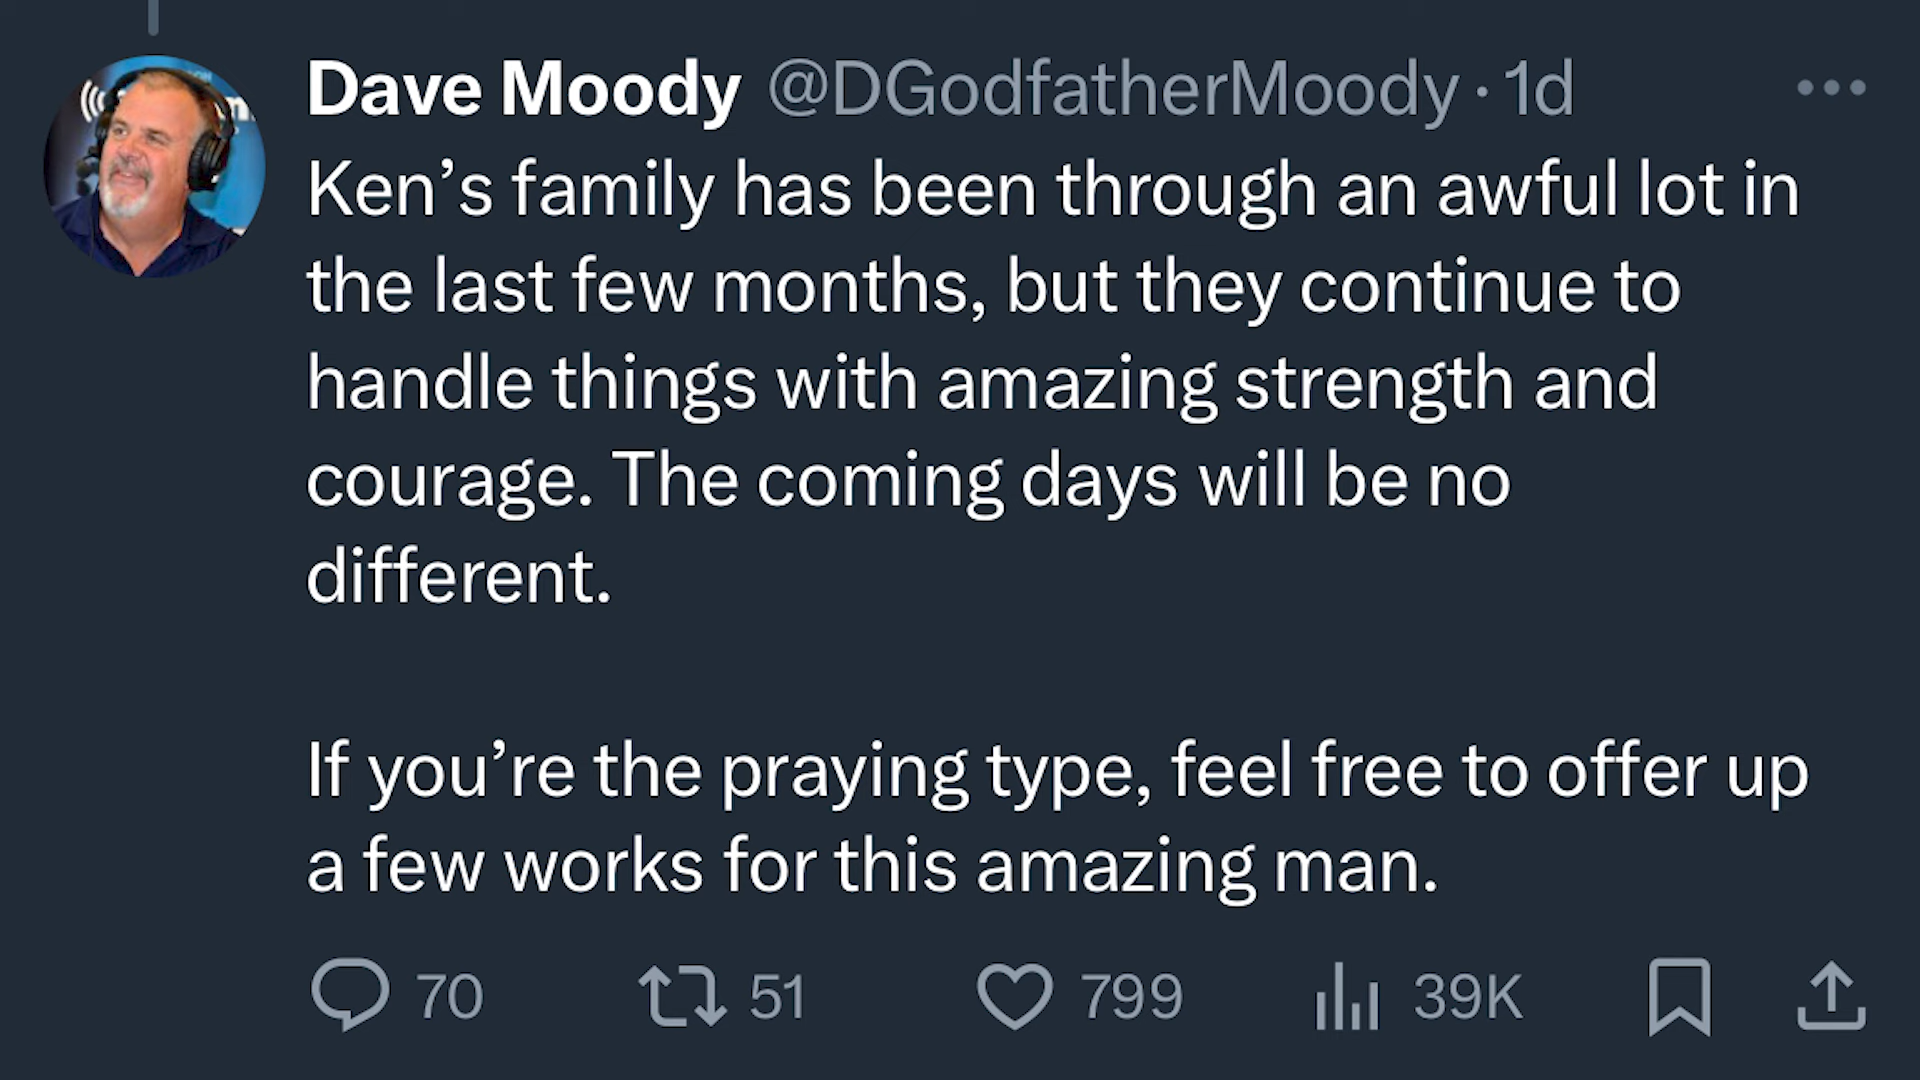 Dave Moody @DGodfatherMoody · 1d
Ken’s family has been through an awful lot in
the last few months, but they continue to
handle things with amazing strength and
courage. The coming days will be no
different.
If you’re the praying type, feel free to offer up
a few works for this amazing man.
70 51 799 39K